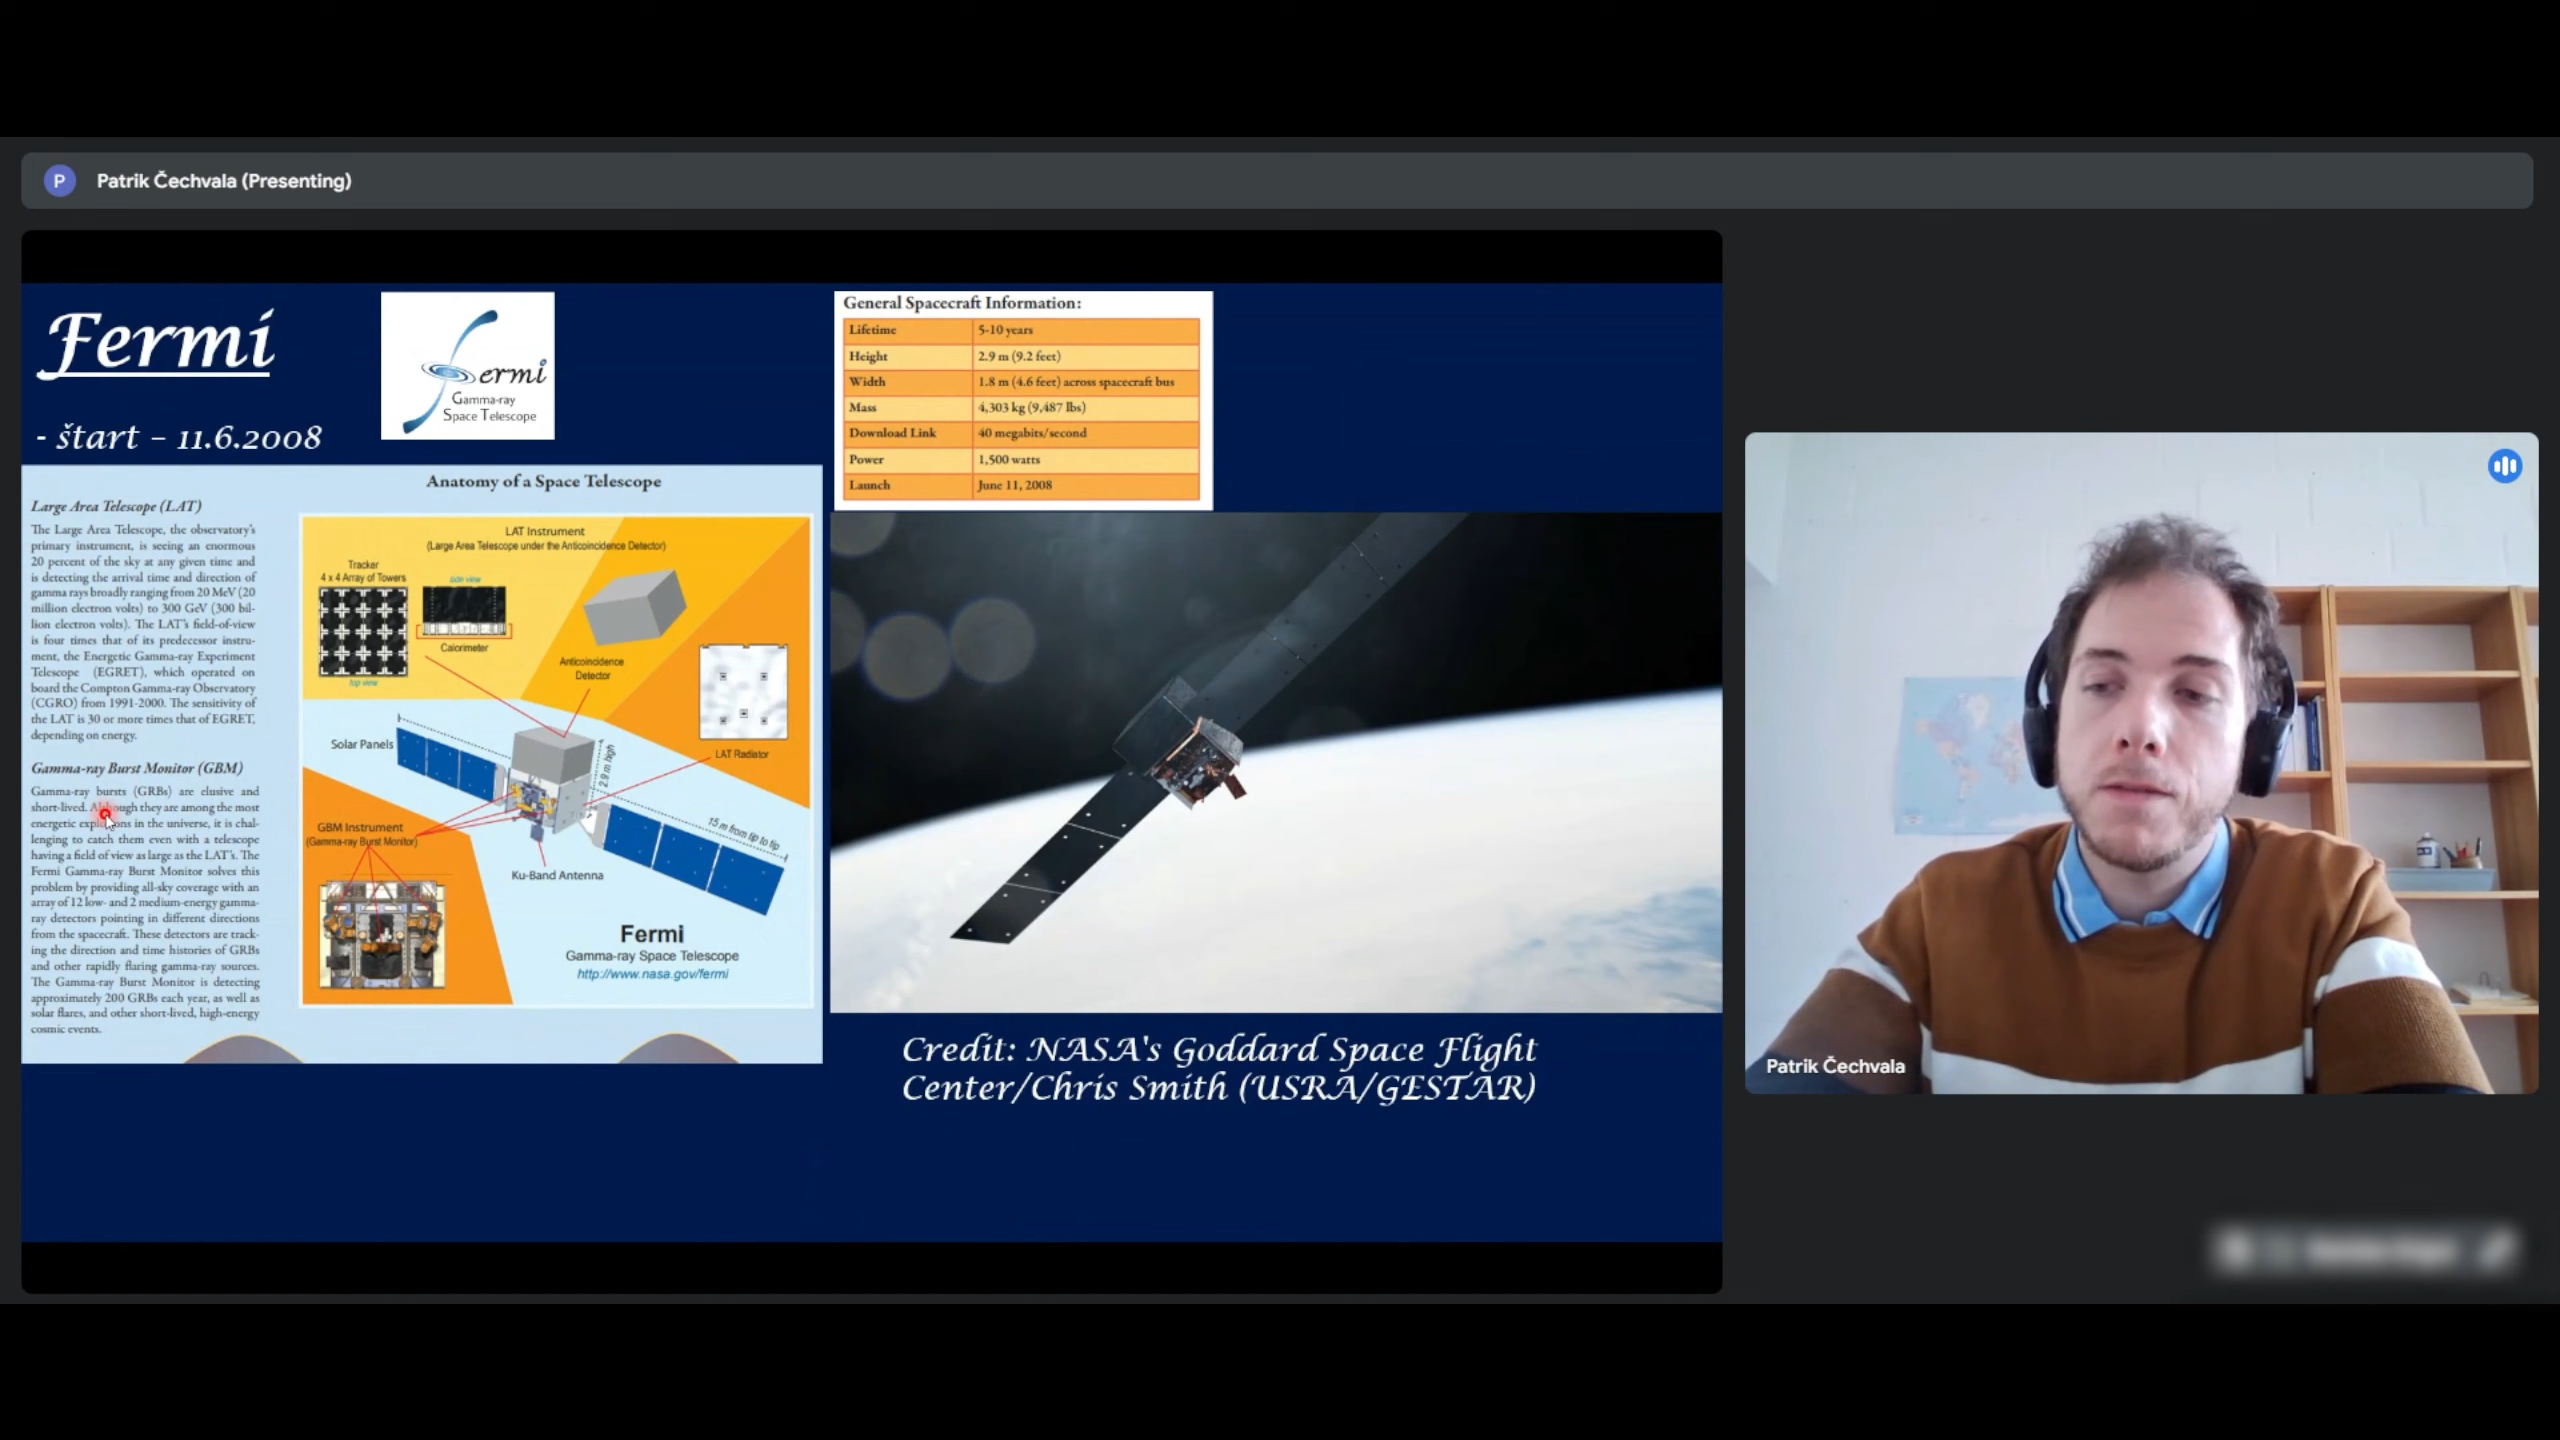 P
Patrik Čechvala (Presenting)
Fermi
- štart – 11.6.2008
Fermi
Gamma-ray
Space Telescope
General Spacecraft Information:
Lifetime 5-10 years
Height 2.9 m (9.2 feet)
Width 1.8 m (4.6 feet) across spacecraft bus
Mass 4,303 kg (9,487 lbs)
Download Link 40 megabits/second
Power 1,500 watts
Launch June 11, 2008
Anatomy of a Space Telescope
Large Area Telescope (LAT)
The Large Area Telescope, the observatory's
primary instrument, is seeing an enormous
20 percent of the sky at any given time and
is detecting the arrival time and direction of
gamma rays broadly ranging from 20 MeV (20
million electron volts) to 300 GeV (300 bil-
lion electron volts). The LAT's field-of-view
is four times that of its predecessor instru-
ment, the Energetic Gamma-ray Experiment
Telescope (EGRET), which operated on
board the Compton Gamma-ray Observatory
(CGRO) from 1991-2000. The sensitivity of
the LAT is 30 or more times that of EGRET,
depending on energy.
Gamma-ray Burst Monitor (GBM)
Gamma-ray bursts (GRBs) are elusive and
short-lived. Although they are among the most
energetic explosions in the universe, it is chal-
lenging to catch them even with a telescope
having a field of view as large as the LAT's. The
Fermi Gamma-ray Burst Monitor solves this
problem by providing all-sky coverage with an
array of 12 low- and 2 medium-energy gamma-
ray detectors pointing in different directions
from the spacecraft. These detectors are track-
ing the direction and time histories of GRBs
and other rapidly flaring gamma-ray sources.
The Gamma-ray Burst Monitor is detecting
approximately 200 GRBs each year, as well as
solar flares, and other short-lived, high-energy
cosmic events.
LAT Instrument
(Large Area Telescope under the Anticoincidence Detector)
Tracker
4 x 4 Array of Towers
side view
Calorimeter
top view
Anticoincidence
Detector
LAT Radiator
Solar Panels
2.9 m high
15 m from tip to tip
GBM Instrument
(Gamma-ray Burst Monitor)
Ku-Band Antenna
Fermi
Gamma-ray Space Telescope
http://www.nasa.gov/fermi
Credit: NASA's Goddard Space Flight
Center/Chris Smith (USRA/GESTAR)
Patrik Čechvala